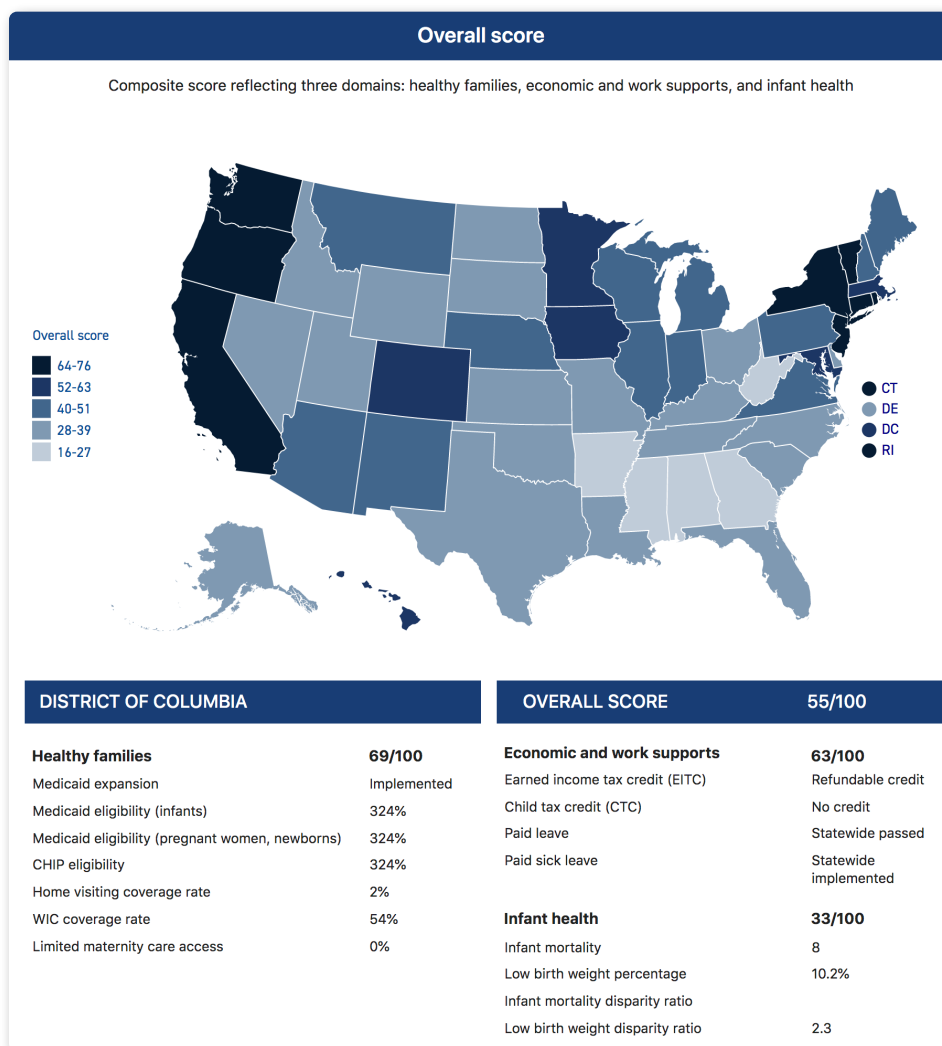 Overall score
Composite score reflecting three domains: healthy families, economic and work supports, and infant health
Overall score
64-76
52-63
40-51
28-39
16-27
CT
DE
DC
RI
DISTRICT OF COLUMBIA
Healthy families 69/100
Medicaid expansion Implemented
Medicaid eligibility (infants) 324%
Medicaid eligibility (pregnant women, newborns) 324%
CHIP eligibility 324%
Home visiting coverage rate 2%
WIC coverage rate 54%
Limited maternity care access 0%
OVERALL SCORE 55/100
Economic and work supports 63/100
Earned income tax credit (EITC) Refundable credit
Child tax credit (CTC) No credit
Paid leave Statewide passed
Paid sick leave Statewide
implemented
Infant health 33/100
Infant mortality 8
Low birth weight percentage 10.2%
Infant mortality disparity ratio
Low birth weight disparity ratio 2.3